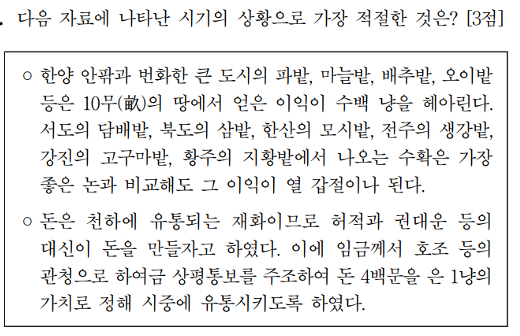 . 다음 자료에 나타난 시기의 상황으로 가장 적절한 것은? [3점]
○ 한양 안팎과 번화한 큰 도시의 파밭, 마늘밭, 배추밭, 오이밭
등은 10무(畝)의 땅에서 얻은 이익이 수백 냥을 헤아린다.
서도의 담배밭, 북도의 삼밭, 한산의 모시밭, 전주의 생강밭,
강진의 고구마밭, 황주의 지황밭에서 나오는 수확은 가장
좋은 논과 비교해도 그 이익이 열 갑절이나 된다.
○ 돈은 천하에 유통되는 재화이므로 허적과 권대운 등의
대신이 돈을 만들자고 하였다. 이에 임금께서 호조 등의
관청으로 하여금 상평통보를 주조하여 돈 4백문을 은 1냥의
가치로 정해 시중에 유통시키도록 하였다.